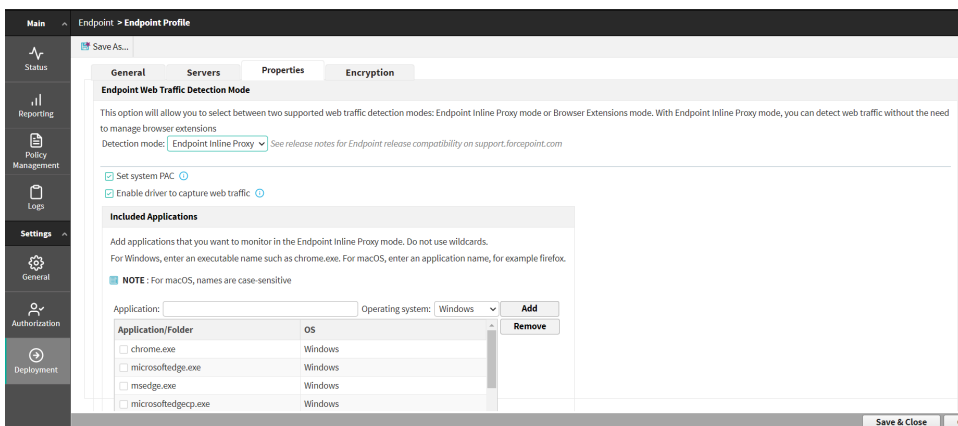 Main
Endpoint > Endpoint Profile
Save As...
Status
General Servers Properties Encryption
Endpoint Web Traffic Detection Mode
This option will allow you to select between two supported web traffic detection modes: Endpoint Inline Proxy mode or Browser Extensions mode. With Endpoint Inline Proxy mode, you can detect web traffic without the need
to manage browser extensions
Reporting
Detection mode: Endpoint Inline Proxy See release notes for Endpoint release compatibility on support.forcepoint.com
Policy
Management
Set system PAC
Enable driver to capture web traffic
Logs
Included Applications
Settings
Add applications that you want to monitor in the Endpoint Inline Proxy mode. Do not use wildcards.
For Windows, enter an executable name such as chrome.exe. For macOS, enter an application name, for example firefox.
General
NOTE : For macOS, names are case-sensitive
Application: Operating system: Windows Add
Authorization
Application/Folder OS Remove
chrome.exe Windows
microsoftedge.exe Windows
Deployment
msedge.exe Windows
microsoftedgecp.exe Windows
Save & Close